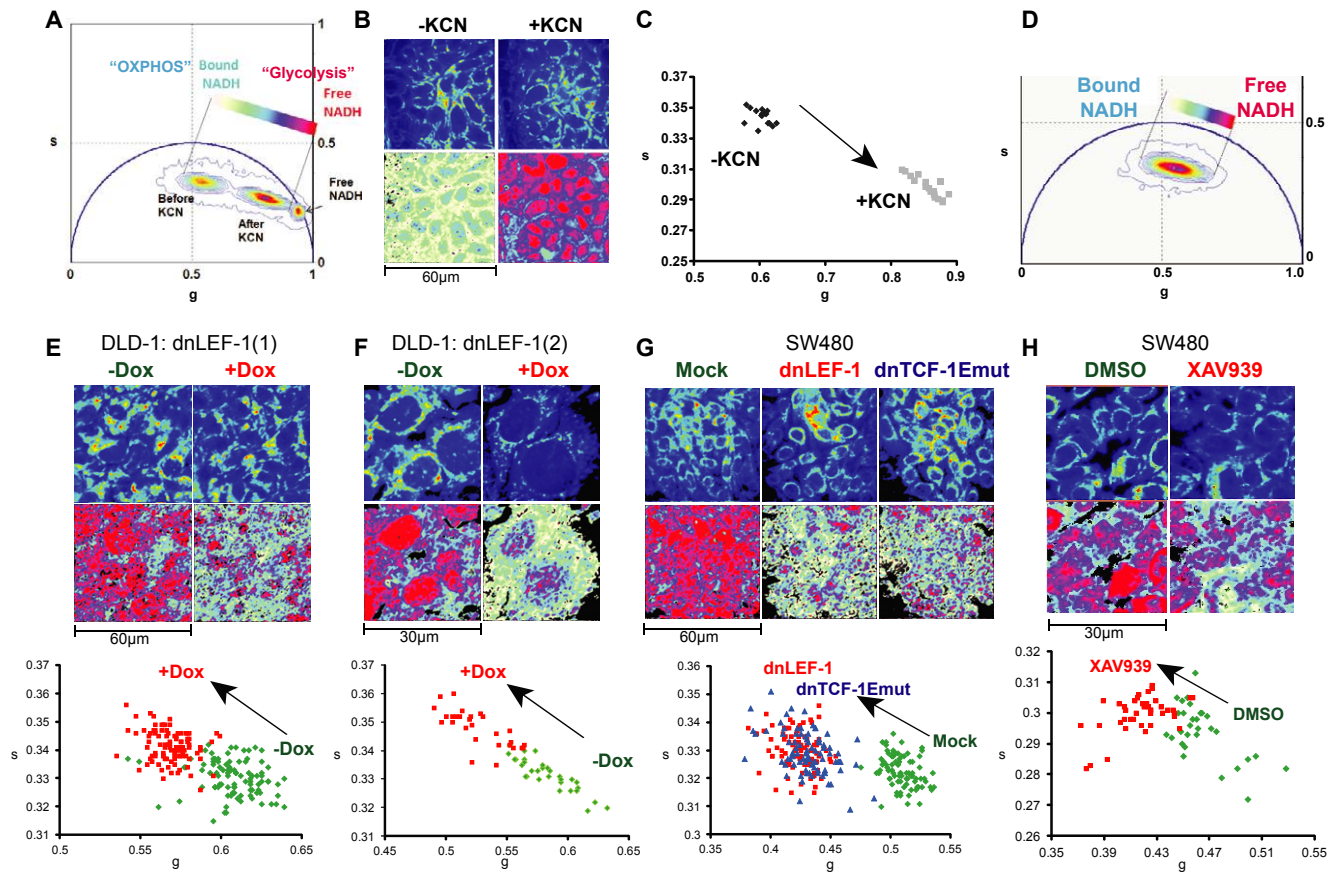 A
1
"OXPHOS"
Bound
NADH
"Glycolysis"
Free
NADH
s
0.5
Before
KCN
After
KCN
Free
NADH
0
0
0.5
1
g
B
-KCN
+KCN
60µm
C
0.37
0.35
0.33
0.31
0.29
0.27
0.25
s
-KCN
+KCN
0.5
0.6
0.7
0.8
0.9
g
D
Bound
NADH
Free
NADH
0.5
s
0
0
0.5
1.0
g
E
DLD-1: dnLEF-1(1)
-Dox
+Dox
60µm
0.37
0.36
0.35
0.34
0.33
0.32
0.31
s
+Dox
-Dox
0.5
0.55
0.6
0.65
g
F
DLD-1: dnLEF-1(2)
-Dox
+Dox
30µm
0.37
0.36
0.35
0.34
0.33
0.32
0.31
s
+Dox
-Dox
0.45
0.5
0.55
0.6
0.65
g
G
SW480
Mock
dnLEF-1
dnTCF-1Emut
60µm
0.37
0.36
0.35
0.34
0.33
0.32
0.31
0.3
s
dnLEF-1
dnTCF-1Emut
Mock
0.35
0.4
0.45
0.5
0.55
g
H
SW480
DMSO
XAV939
30µm
0.32
0.31
0.3
0.29
0.28
0.27
0.26
s
XAV939
DMSO
0.35
0.39
0.43
0.47
0.51
0.55
g